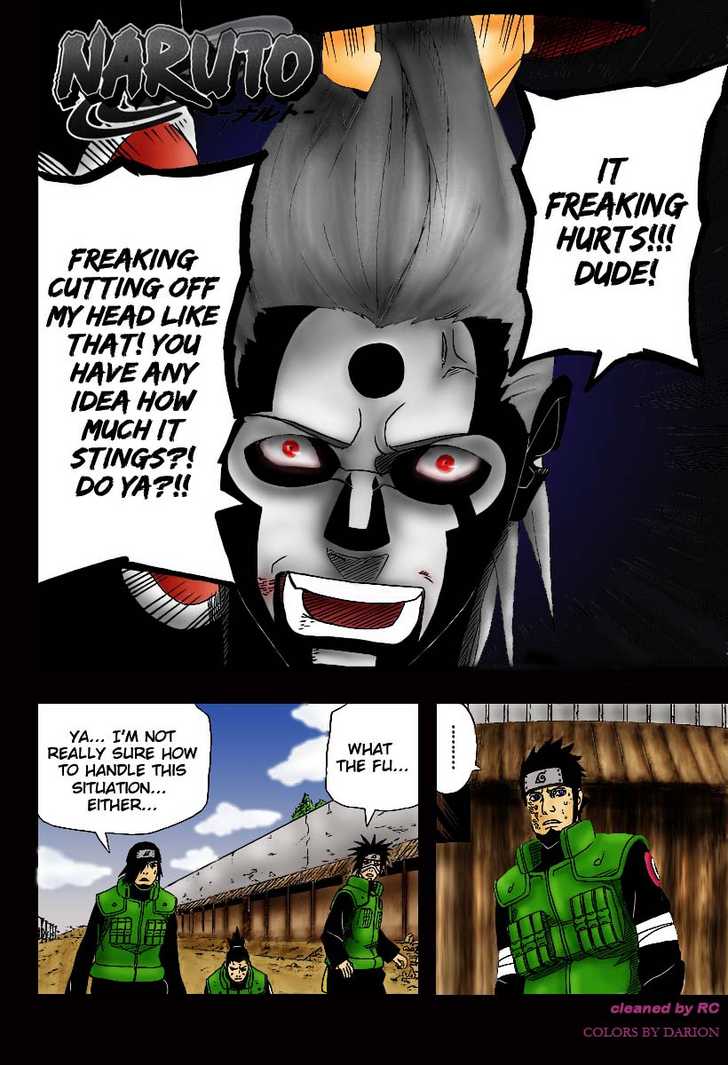 NARUTO
-ナルト-
IT
FREAKING
HURTS!!!
DUDE!
FREAKING
CUTTING OFF
MY HEAD LIKE
THAT! YOU
HAVE ANY
IDEA HOW
MUCH IT
STINGS?!
DO YA?!!
.........
WHAT
THE FU...
YA... I'M NOT
REALLY SURE HOW
TO HANDLE THIS
SITUATION...
EITHER...
cleaned by RC
COLORS BY DARION